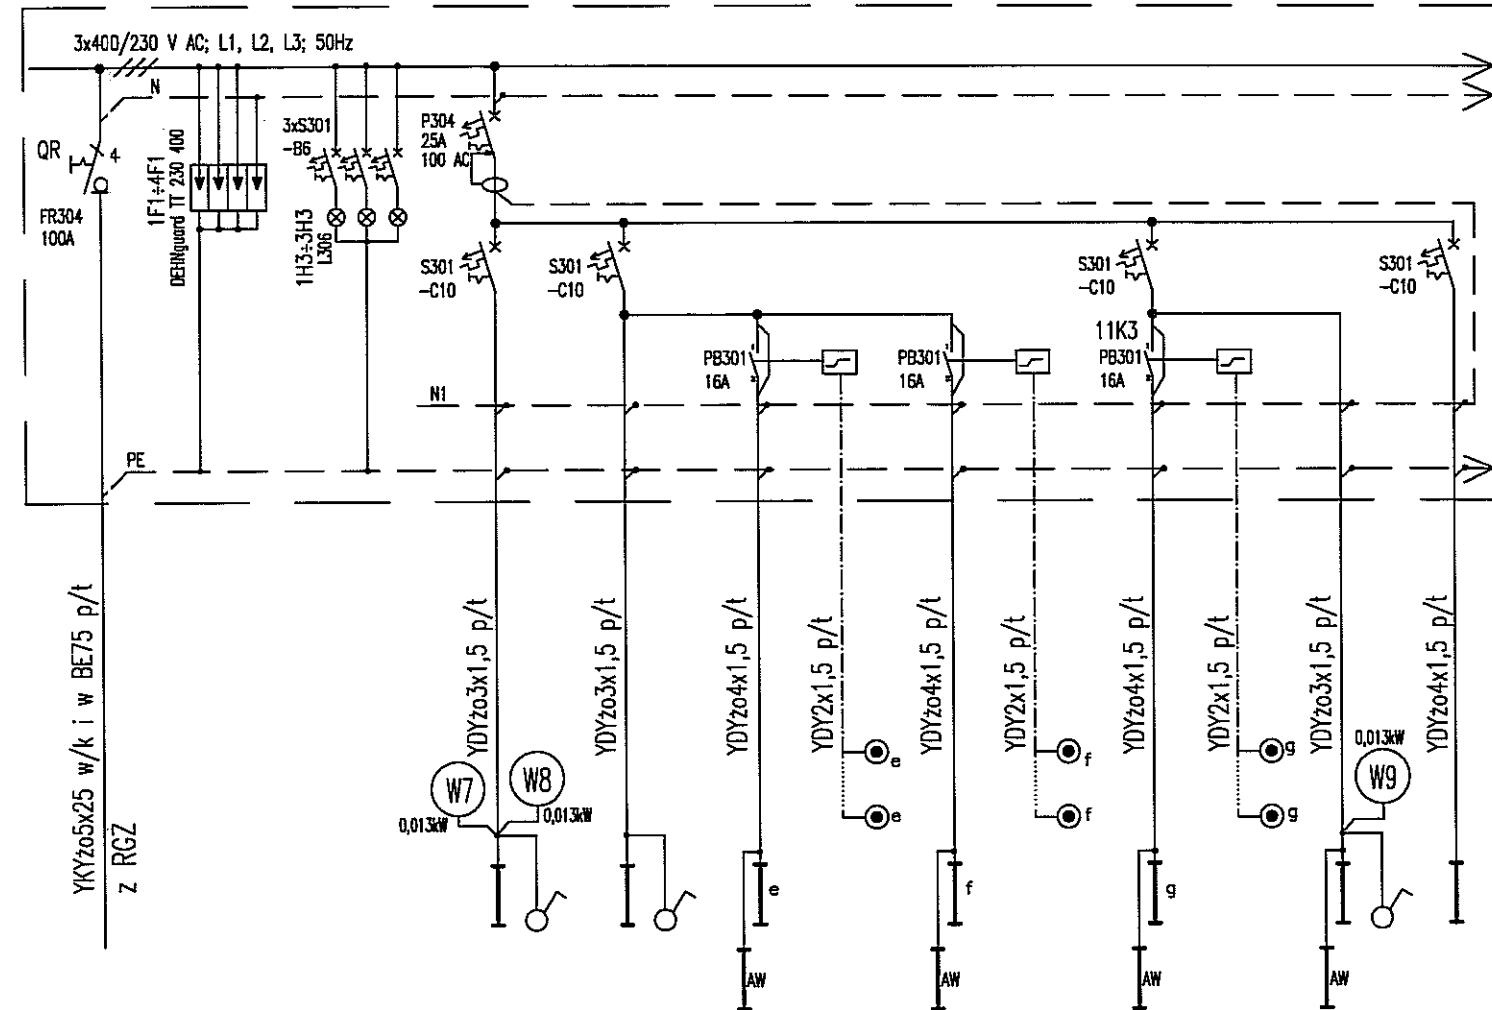 3x400/230 V AC; L1, L2, L3; 50Hz
N
QR
4
FR304
100A
1F1÷4F1
DEHNguard TT 230 400
3xS301
-B6
1H3÷3H3
L306
P304
25A
100 AC
S301
-C10
S301
-C10
S301
-C10
S301
-C10
11K3
PB301
16A
PB301
16A
PB301
16A
N1
PE
YKYżo5x25 w/k i w BE75 p/t
z RGZ
YDYżo3x1,5 p/t
YDYżo3x1,5 p/t
YDYżo4x1,5 p/t
YDY2x1,5 p/t
YDYżo4x1,5 p/t
YDY2x1,5 p/t
YDYżo4x1,5 p/t
YDY2x1,5 p/t
YDYżo3x1,5 p/t
YDYżo4x1,5 p/t
W7
0,013kW
W8
0,013kW
0,013kW
W9
e
e
f
f
g
g
e
f
g
AW
AW
AW
AW